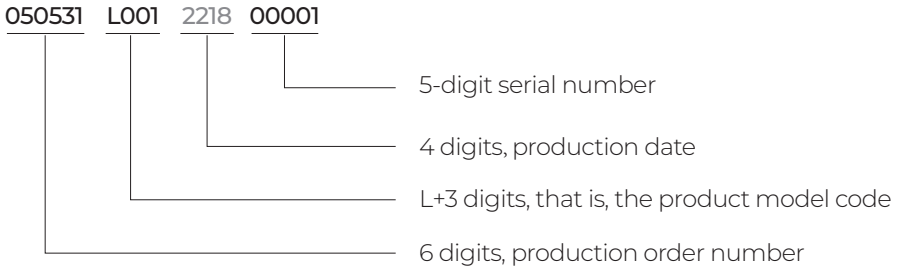 050531 L001 2218 00001
5-digit serial number
4 digits, production date
L+3 digits, that is, the product model code
6 digits, production order number